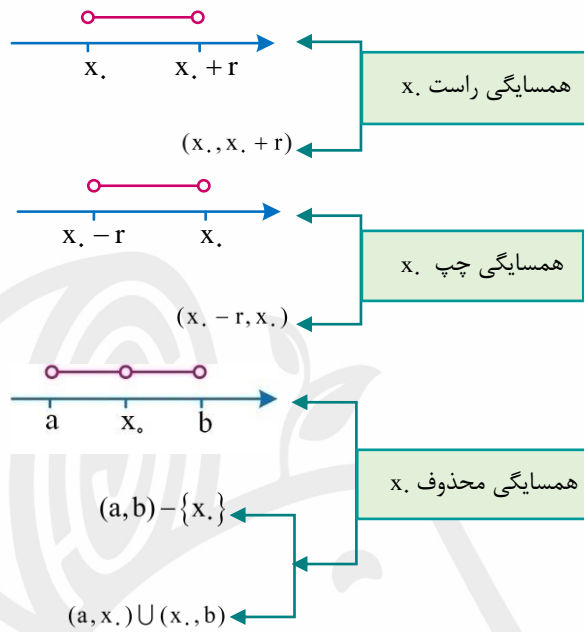 x. x. + r
همسایگی راست x.
(x., x. + r)
x. − r x.
همسایگی چپ x.
(x. − r, x.)
a x. b
همسایگی محذوف x.
(a, b) − {x.}
(a, x.) ∪ (x., b)